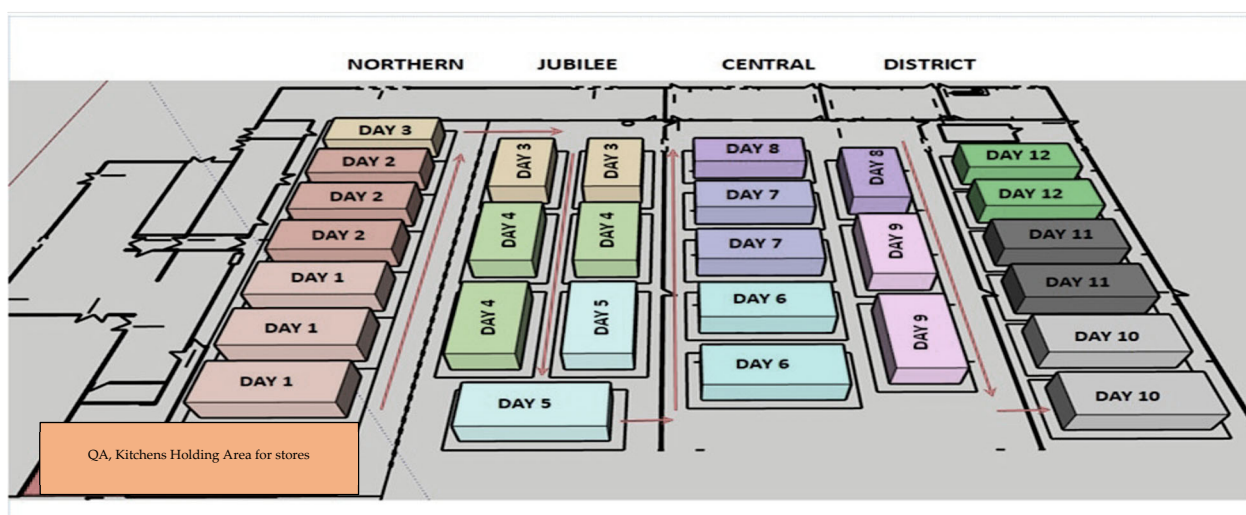 NORTHERN JUBILEE CENTRAL DISTRICT
DAY 3
DAY 2
DAY 2
DAY 2
DAY 1
DAY 1
DAY 1
QA, Kitchens Holding Area for stores
DAY 3
DAY 4
DAY 4
DAY 3
DAY 4
DAY 5
DAY 5
DAY 8
DAY 7
DAY 7
DAY 6
DAY 6
DAY 8
DAY 9
DAY 9
DAY 12
DAY 12
DAY 11
DAY 11
DAY 10
DAY 10